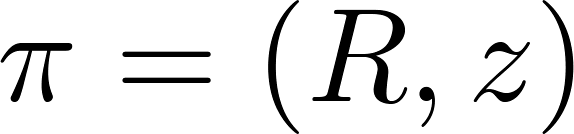 π = (R, z)